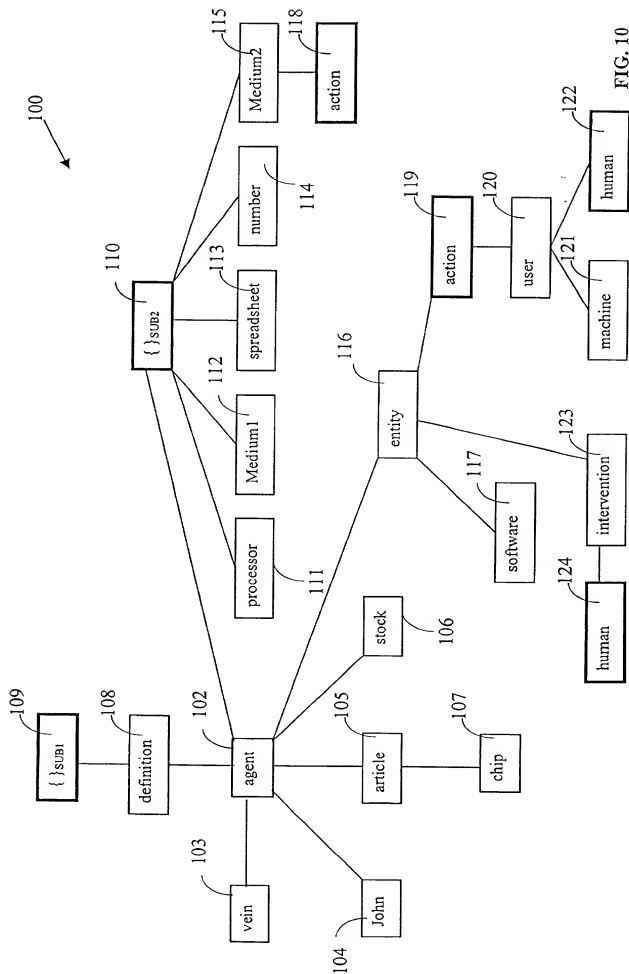 100
109
{ }SUB1
108
definition
102
agent
103
vein
104
John
105
article
107
chip
106
stock
110
{ }SUB2
111
processor
112
Medium1
113
spreadsheet
114
number
115
Medium2
118
action
116
entity
117
software
119
action
120
user
121
machine
122
human
123
intervention
124
human
FIG. 10